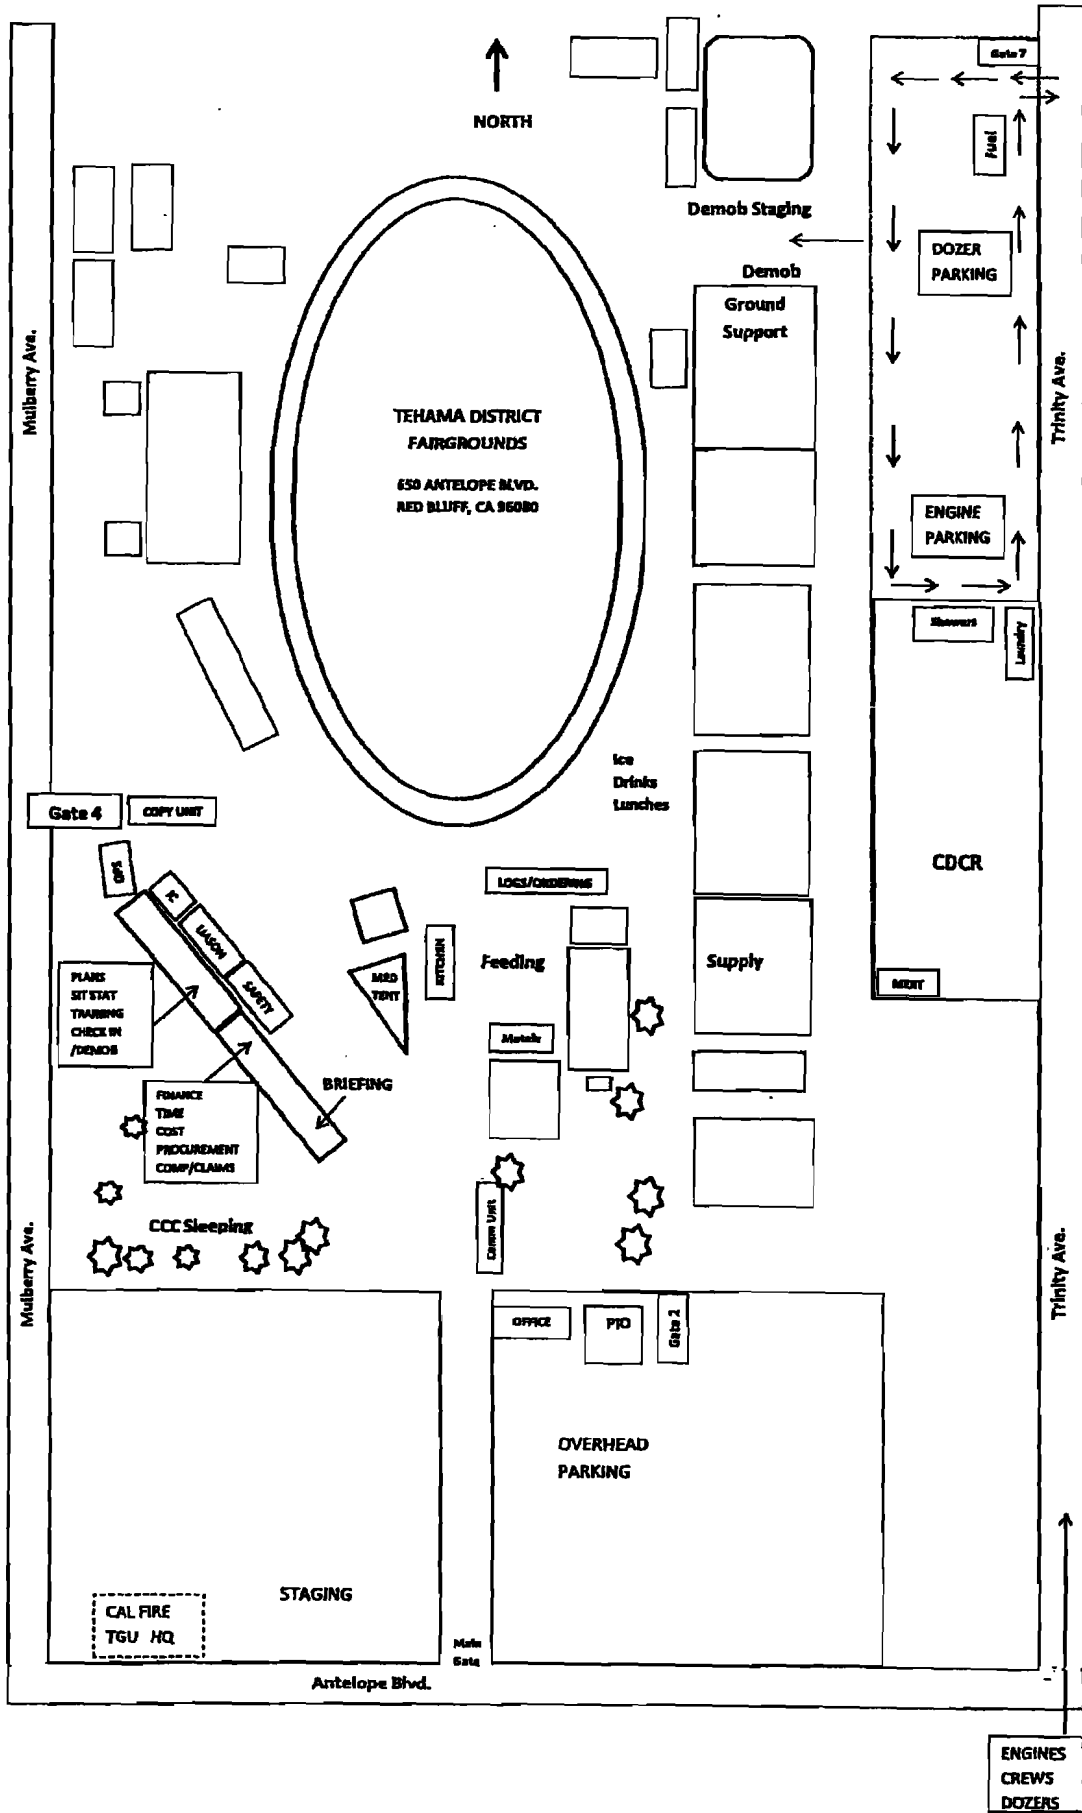 Gate 7
NORTH
Fuel
Demob Staging
DOZER
PARKING
Demob
Ground
Support
Mulberry Ave.
Trinity Ave.
TEHAMA DISTRICT
FAIRGROUNDS
650 ANTELOPE BLVD.
RED BLUFF, CA 96080
ENGINE
PARKING
Showers
Laundry
Ice
Drinks
Lunches
Gate 4
COPY UNIT
OPS
IC
LIASON
SAFETY
LOGS/ORDERING
CDCR
PLANS
SIT STAT
TRAINING
CHECK IN
/DEMOB
MED
TENT
KITCHEN
Feeding
Supply
Motels
BRIEFING
FINANCE
TIME
COST
PROCUREMENT
COMP/CLAIMS
CCC Sleeping
Comm Unit
Mulberry Ave.
Trinity Ave.
OFFICE
PIO
Gate 2
OVERHEAD
PARKING
STAGING
CAL FIRE
TGU HQ
Main
Gate
Antelope Blvd.
ENGINES
CREWS
DOZERS